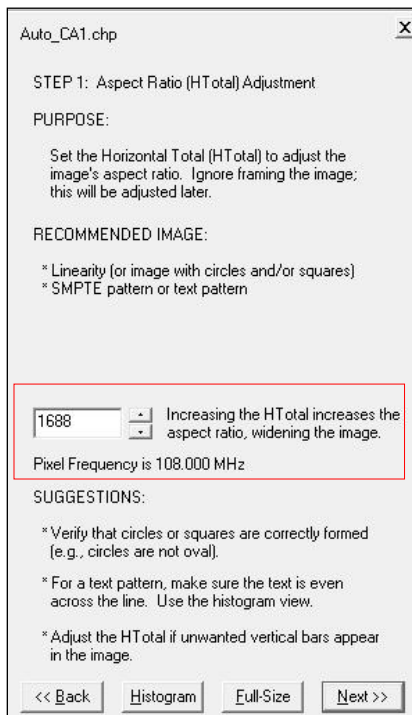 Auto_CA1.chp
X
STEP 1:  Aspect Ratio (HTotal) Adjustment
PURPOSE:
Set the Horizontal Total (HTotal) to adjust the
image's aspect ratio.  Ignore framing the image;
this will be adjusted later.
RECOMMENDED IMAGE:
* Linearity (or image with circles and/or squares)
* SMPTE pattern or text pattern
1688
Increasing the HTotal increases the
aspect ratio, widening the image.
Pixel Frequency is 108.000 MHz
SUGGESTIONS:
* Verify that circles or squares are correctly formed
(e.g., circles are not oval).
* For a text pattern, make sure the text is even
across the line.  Use the histogram view.
* Adjust the HTotal if unwanted vertical bars appear
in the image.
<< Back
Histogram
Full-Size
Next >>